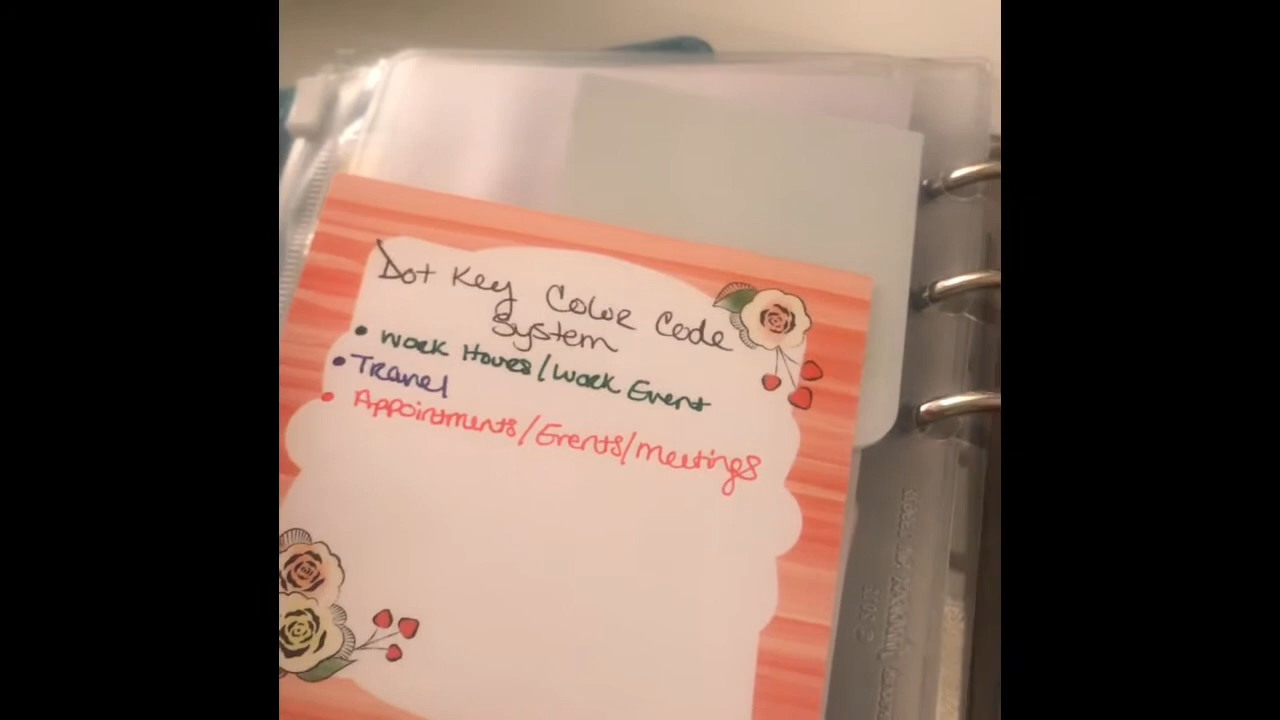 Dot Key Color Code
System
• Work Hours/Work Event
• Travel
• Appointments/Events/Meetings